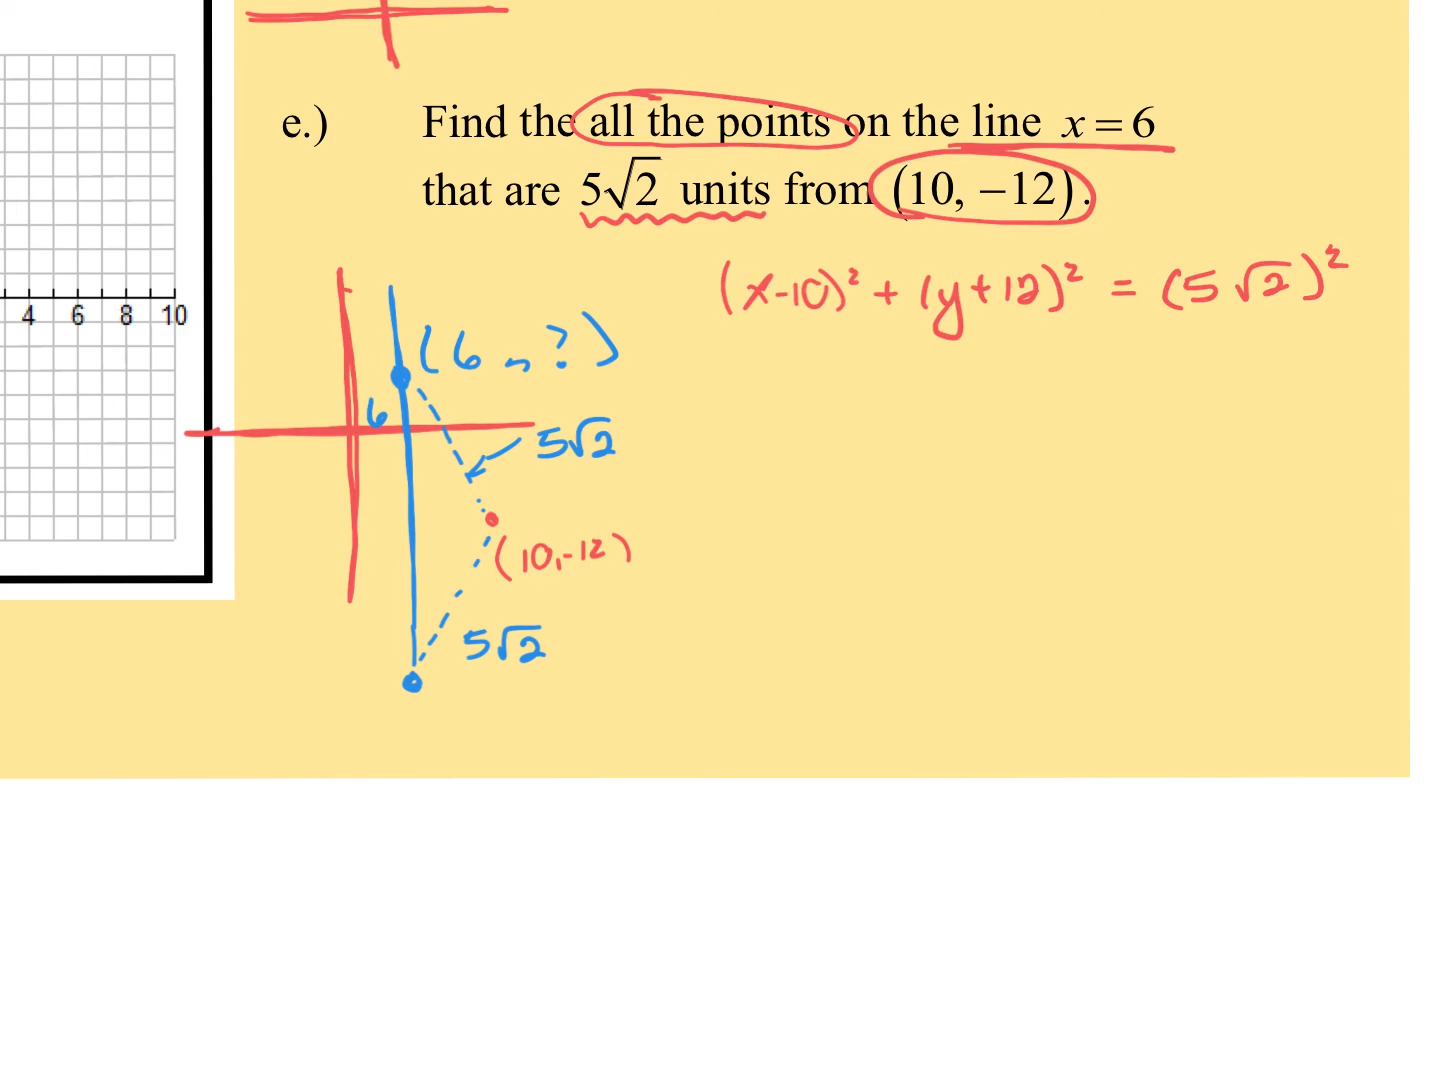 e.) Find the all the points on the line x = 6
that are 5√2 units from (10, −12).
(x-10)² + (y+12)² = (5√2)²
4 6 8 10
(6, ?)
6
5√2
(10,-12)
5√2